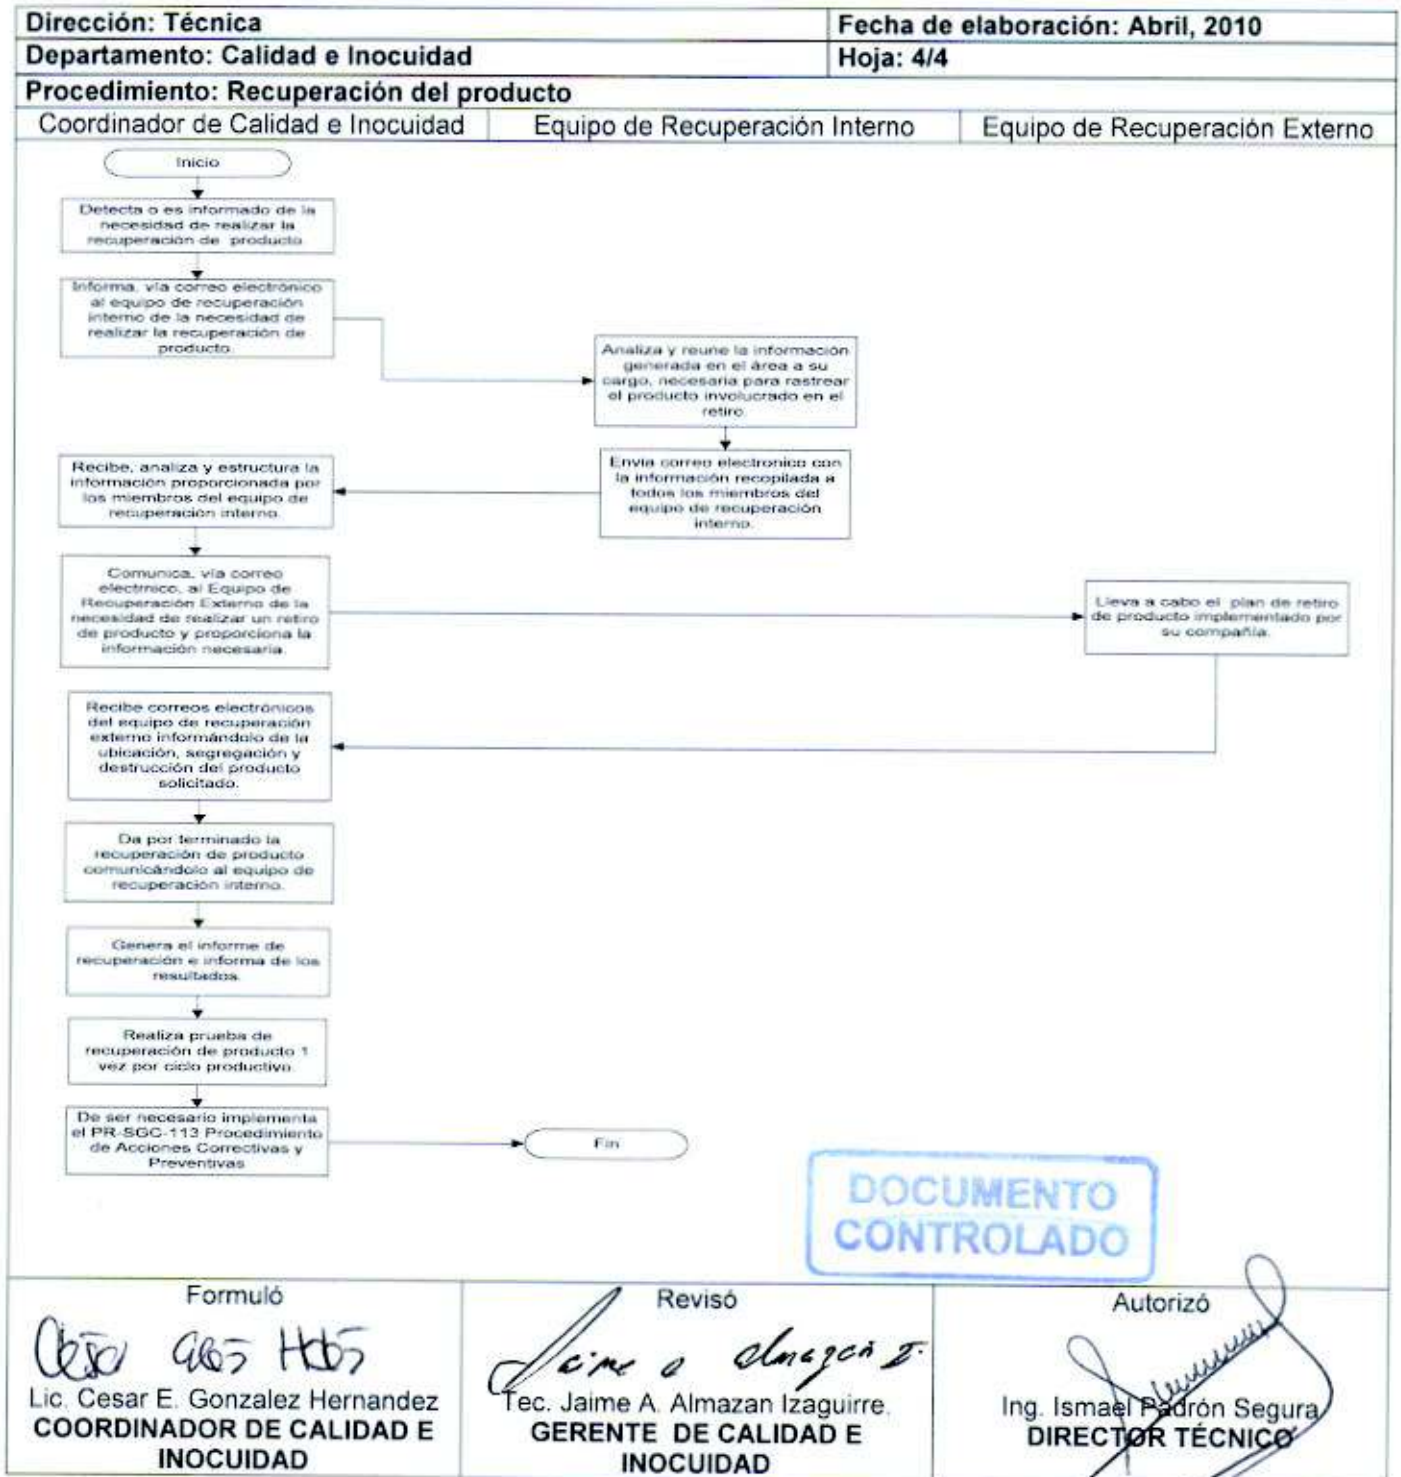 Dirección: Técnica
Fecha de elaboración: Abril, 2010
Departamento: Calidad e Inocuidad
Hoja: 4/4
Procedimiento: Recuperación del producto
Coordinador de Calidad e Inocuidad
Equipo de Recuperación Interno
Equipo de Recuperación Externo
Inicio
Detecta o es informado de la
necesidad de realizar la
recuperación de producto
Informa, vía correo electrónico
al equipo de recuperación
interno de la necesidad de
realizar la recuperación de
producto.
Analiza y reune la información
generada en el área a su
cargo, necesaria para rastrear
el producto involucrado en el
retiro.
Envía correo electronico con
la información recopilada a
todos los miembros del
equipo de recuperación
interno.
Recibe, analiza y estructura la
información proporcionada por
los miembros del equipo de
recuperación interno.
Comunica, vía correo
electrnico, al Equipo de
Recuperación Externo de la
necesidad de realizar un retiro
de producto y proporciona la
información necesaria.
Lleva a cabo el plan de retiro
de producto implementado por
su compañía.
Recibe correos electrónicos
del equipo de recuperación
externo informándolo de la
ubicación, segregación y
destrucción del producto
solicitado.
Da por terminado la
recuperación de producto
comunicándolo al equipo de
recuperación interno.
Genera el informe de
recuperación e informa de los
resultados.
Realiza prueba de
recuperación de producto 1
vez por ciclo productivo.
De ser necesario implementa
el PR-SGC-113 Procedimiento
de Acciones Correctivas y
Preventivas
Fin
DOCUMENTO
CONTROLADO
Formuló
Lic. Cesar E. Gonzalez Hernandez
COORDINADOR DE CALIDAD E
INOCUIDAD
Revisó
Jaime a almazan I.
Tec. Jaime A. Almazan Izaguirre.
GERENTE DE CALIDAD E
INOCUIDAD
Autorizó
Ing. Ismael Padrón Segura
DIRECTOR TÉCNICO